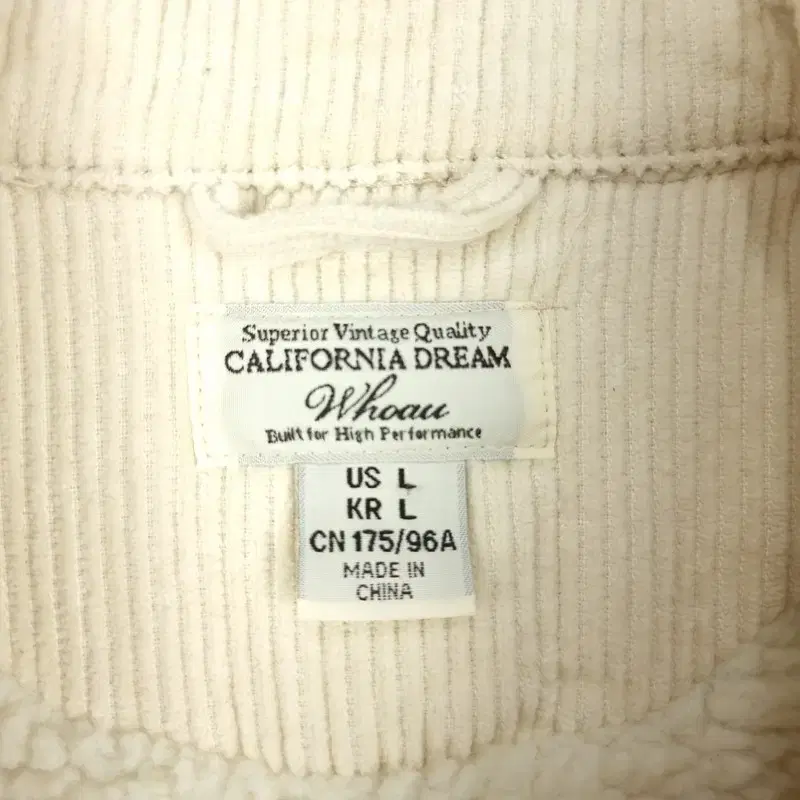 Superior Vintage Quality
CALIFORNIA DREAM
Whoau
Built for High Performance
US L
KR L
CN 175/96A
MADE IN
CHINA